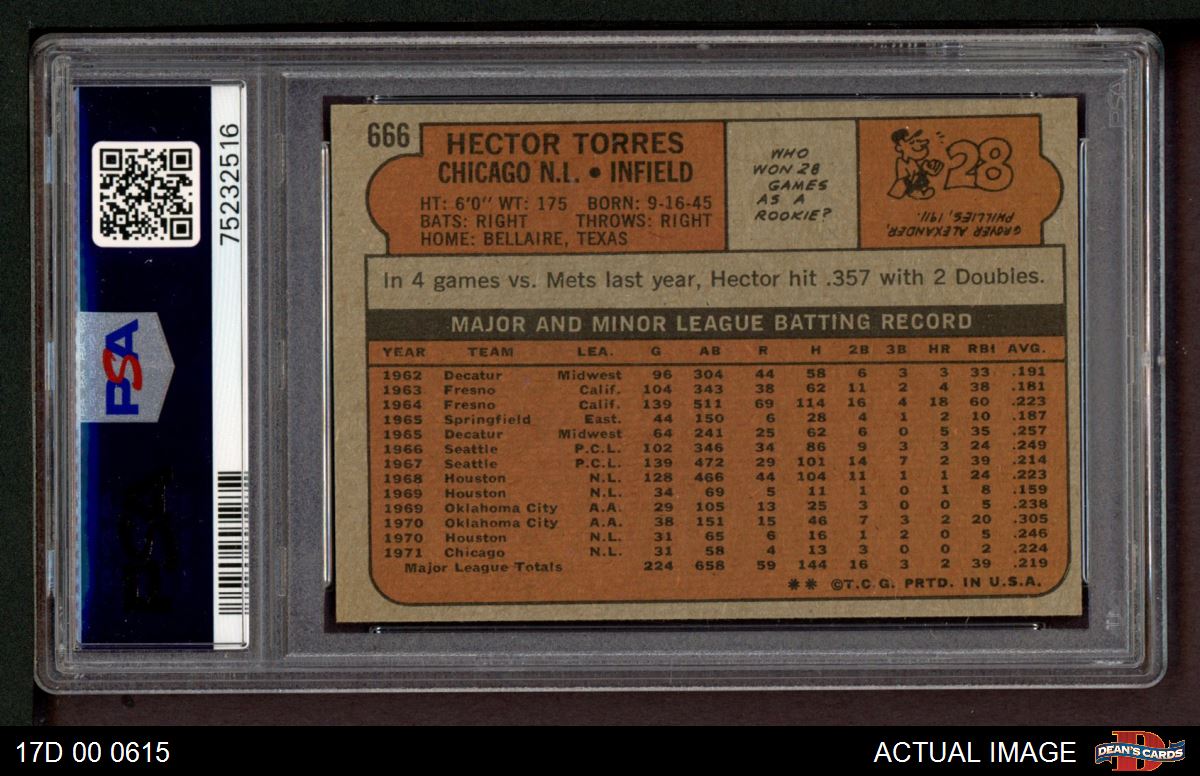 75232516
PSA
PSA
666
HECTOR TORRES
CHICAGO N.L. • INFIELD
HT: 6'0" WT: 175 BORN: 9-16-45
BATS: RIGHT THROWS: RIGHT
HOME: BELLAIRE, TEXAS
WHO
WON 28
GAMES
AS A
ROOKIE?
28
GROVER ALEXANDER,
PHILLIES, 1911.
In 4 games vs. Mets last year, Hector hit .357 with 2 Doubles.
MAJOR AND MINOR LEAGUE BATTING RECORD
YEAR TEAM LEA. G AB R H 2B 3B HR RBI AVG.
1962 Decatur Midwest 96 304 44 58 6 3 3 33 .191
1963 Fresno Calif. 104 343 38 62 11 2 4 38 .181
1964 Fresno Calif. 139 511 69 114 16 4 18 60 .223
1965 Springfield East. 44 150 6 28 4 1 2 10 .187
1965 Decatur Midwest 64 241 25 62 6 0 5 35 .257
1966 Seattle P.C.L. 102 346 34 86 9 3 3 24 .249
1967 Seattle P.C.L. 139 472 29 101 14 7 2 39 .214
1968 Houston N.L. 128 466 44 104 11 1 1 24 .223
1969 Houston N.L. 34 69 5 11 1 0 1 8 .159
1969 Oklahoma City A.A. 29 105 13 25 3 0 0 5 .238
1970 Oklahoma City A.A. 38 151 15 46 7 3 2 20 .305
1970 Houston N.L. 31 65 6 16 1 2 0 5 .246
1971 Chicago N.L. 31 58 4 13 3 0 0 2 .224
Major League Totals 224 658 59 144 16 3 2 39 .219
** ©T.C.G. PRTD. IN U.S.A.
PSA
17D 00 0615
ACTUAL IMAGE
DEAN'S CARDS